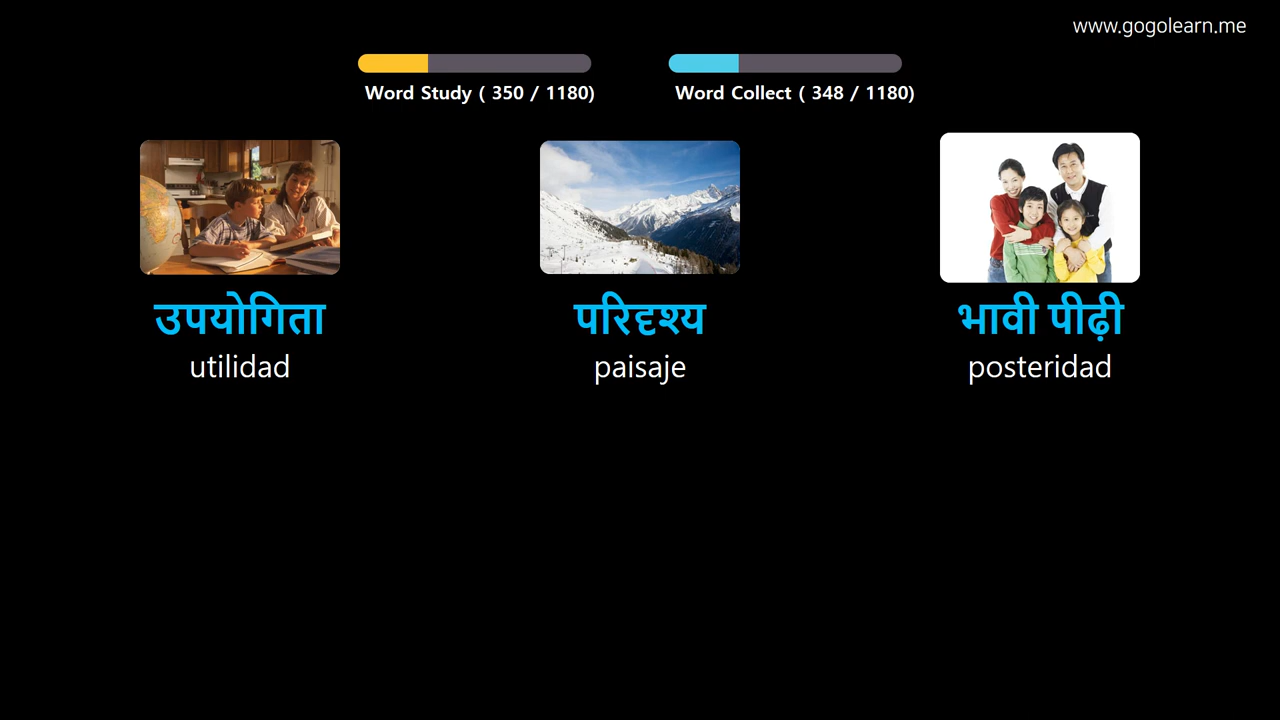 www.gogolearn.me
Word Study ( 350 / 1180)
Word Collect ( 348 / 1180)
उपयोगिता
utilidad
परिदृश्य
paisaje
भावी पीढ़ी
posteridad